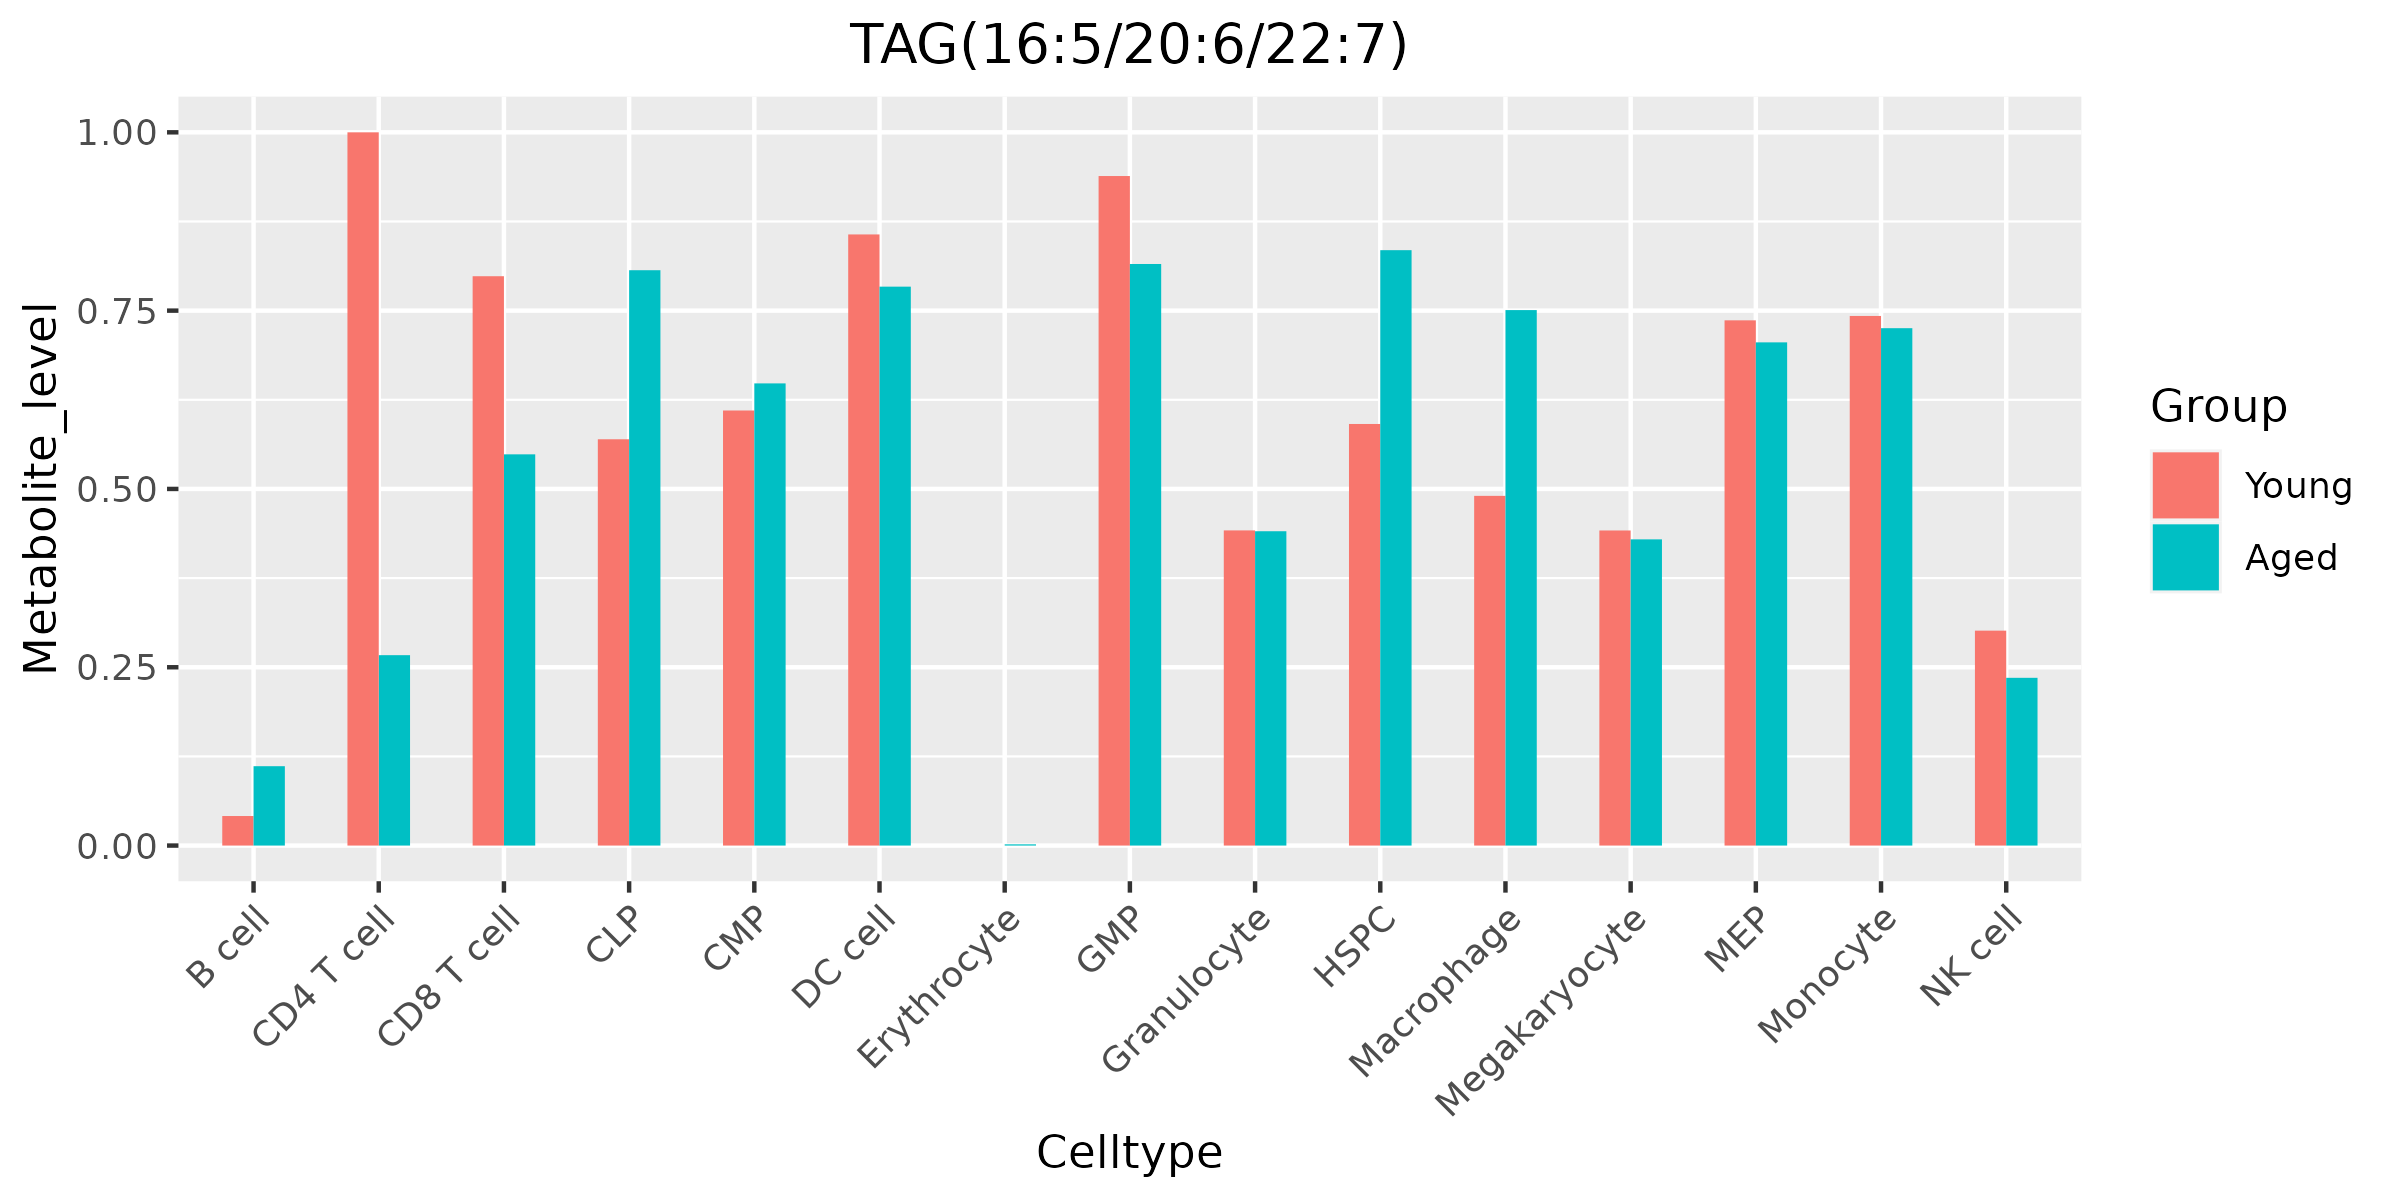 TAG(16:5/20:6/22:7)
Metabolite_level
1.00
0.75
0.50
0.25
0.00
B cell
CD4 T cell
CD8 T cell
CLP
CMP
DC cell
Erythrocyte
GMP
Granulocyte
HSPC
Macrophage
Megakaryocyte
MEP
Monocyte
NK cell
Celltype
Group
Young
Aged